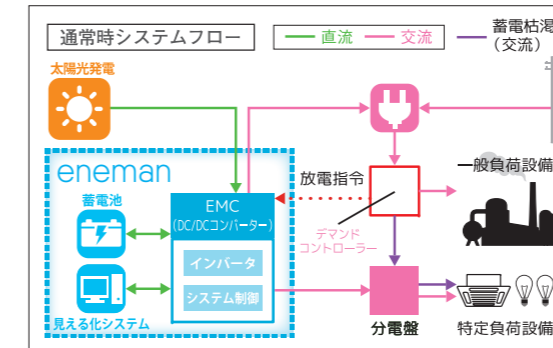 通常時システムフロー
直流
交流
蓄電枯渇
（交流）
太陽光発電
eneman
蓄電池
EMC
(DC/DCコンバーター)
インバータ
システム制御
見える化システム
放電指令
デマンド
コントローラー
一般負荷設備
分電盤
特定負荷設備